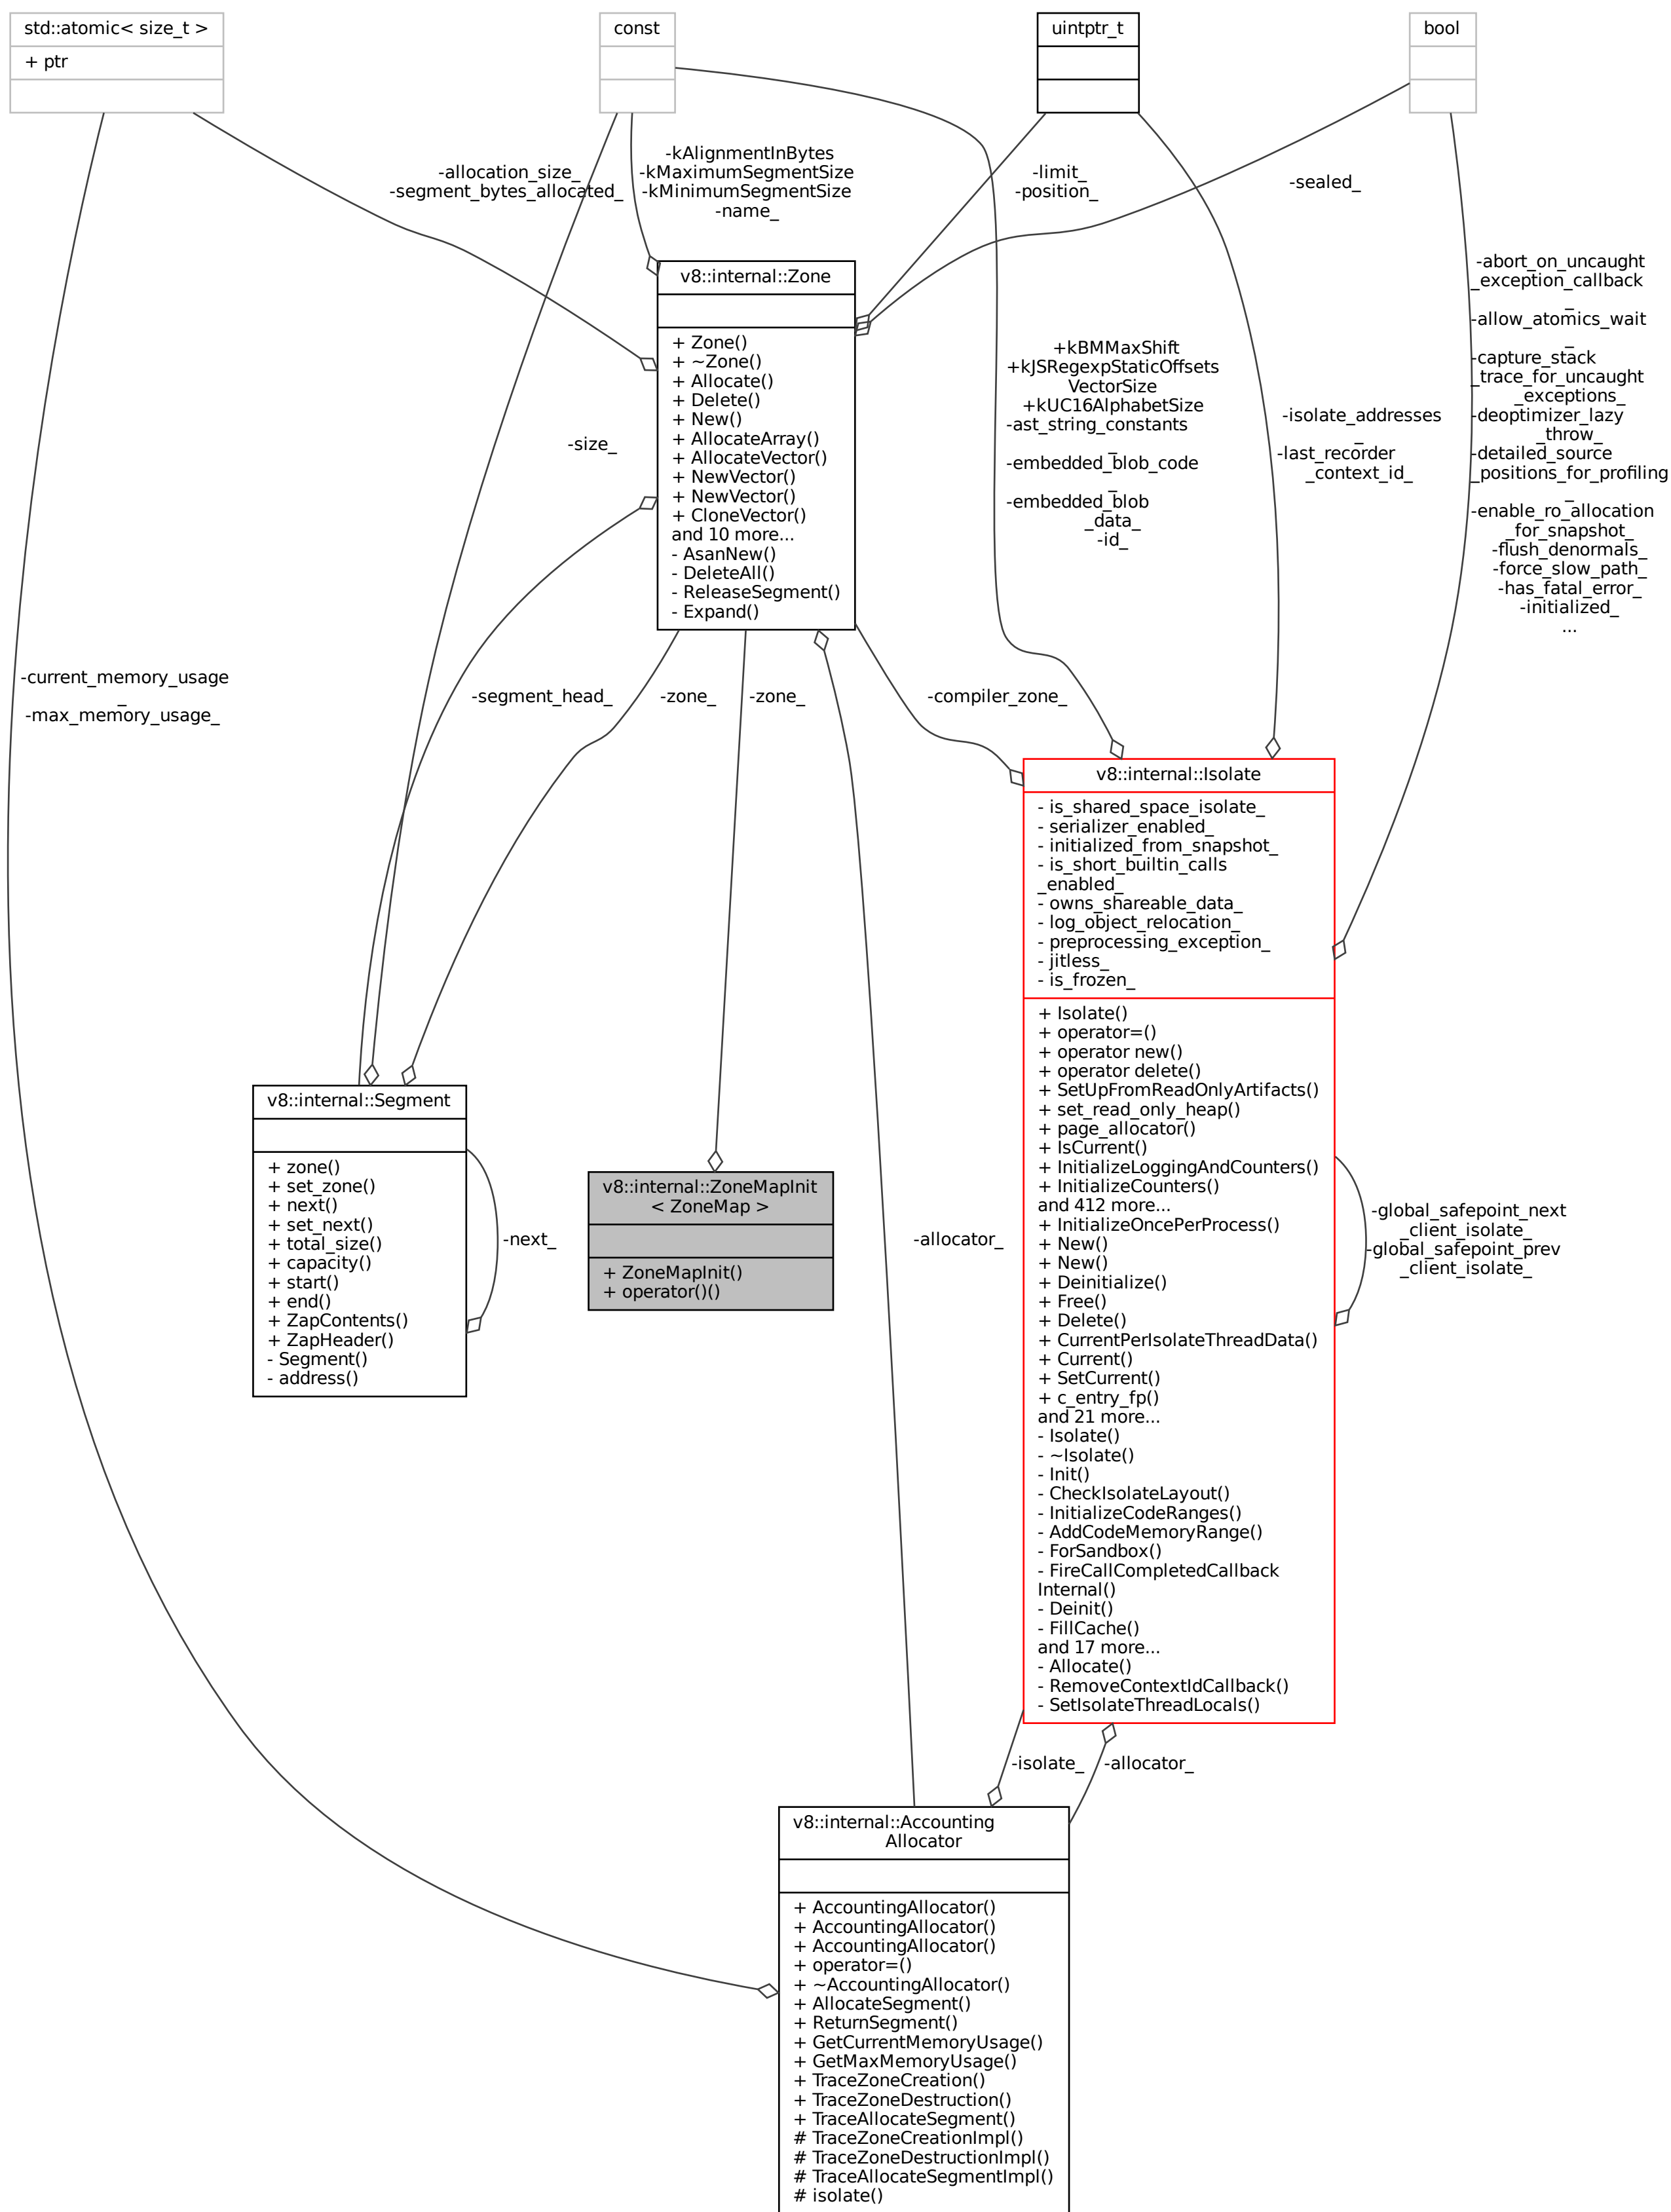 std::atomic< size_t >
+ ptr
const
uintptr_t
bool
-allocation_size_
-segment_bytes_allocated_
-kAlignmentInBytes
-kMaximumSegmentSize
-kMinimumSegmentSize
-name_
-limit_
-position_
-sealed_
v8::internal::Zone
+ Zone()
+ ~Zone()
+ Allocate()
+ Delete()
+ New()
+ AllocateArray()
+ AllocateVector()
+ NewVector()
+ NewVector()
+ CloneVector()
and 10 more...
- AsanNew()
- DeleteAll()
- ReleaseSegment()
- Expand()
-size_
+kBMMaxShift
+kJSRegexpStaticOffsets
VectorSize
+kUC16AlphabetSize
-ast_string_constants
_
-embedded_blob_code
_
-embedded_blob
_data_
-id_
-isolate_addresses
_
-last_recorder
_context_id_
-abort_on_uncaught
_exception_callback
_
-allow_atomics_wait
_
-capture_stack
_trace_for_uncaught
_exceptions_
-deoptimizer_lazy
_throw_
-detailed_source
_positions_for_profiling
_
-enable_ro_allocation
_for_snapshot_
-flush_denormals_
-force_slow_path_
-has_fatal_error_
-initialized_
...
-current_memory_usage
_
-max_memory_usage_
-segment_head_
-zone_
-zone_
-compiler_zone_
v8::internal::Isolate
- is_shared_space_isolate_
- serializer_enabled_
- initialized_from_snapshot_
- is_short_builtin_calls
_enabled_
- owns_shareable_data_
- log_object_relocation_
- preprocessing_exception_
- jitless_
- is_frozen_
+ Isolate()
+ operator=()
+ operator new()
+ operator delete()
+ SetUpFromReadOnlyArtifacts()
+ set_read_only_heap()
+ page_allocator()
+ IsCurrent()
+ InitializeLoggingAndCounters()
+ InitializeCounters()
and 412 more...
+ InitializeOncePerProcess()
+ New()
+ New()
+ Deinitialize()
+ Free()
+ Delete()
+ CurrentPerIsolateThreadData()
+ Current()
+ SetCurrent()
+ c_entry_fp()
and 21 more...
- Isolate()
- ~Isolate()
- Init()
- CheckIsolateLayout()
- InitializeCodeRanges()
- AddCodeMemoryRange()
- ForSandbox()
- FireCallCompletedCallback
Internal()
- Deinit()
- FillCache()
and 17 more...
- Allocate()
- RemoveContextIdCallback()
- SetIsolateThreadLocals()
v8::internal::Segment
+ zone()
+ set_zone()
+ next()
+ set_next()
+ total_size()
+ capacity()
+ start()
+ end()
+ ZapContents()
+ ZapHeader()
- Segment()
- address()
-next_
v8::internal::ZoneMapInit
< ZoneMap >
+ ZoneMapInit()
+ operator()()
-allocator_
-global_safepoint_next
_client_isolate_
-global_safepoint_prev
_client_isolate_
-isolate_
-allocator_
v8::internal::Accounting
Allocator
+ AccountingAllocator()
+ AccountingAllocator()
+ AccountingAllocator()
+ operator=()
+ ~AccountingAllocator()
+ AllocateSegment()
+ ReturnSegment()
+ GetCurrentMemoryUsage()
+ GetMaxMemoryUsage()
+ TraceZoneCreation()
+ TraceZoneDestruction()
+ TraceAllocateSegment()
# TraceZoneCreationImpl()
# TraceZoneDestructionImpl()
# TraceAllocateSegmentImpl()
# isolate()